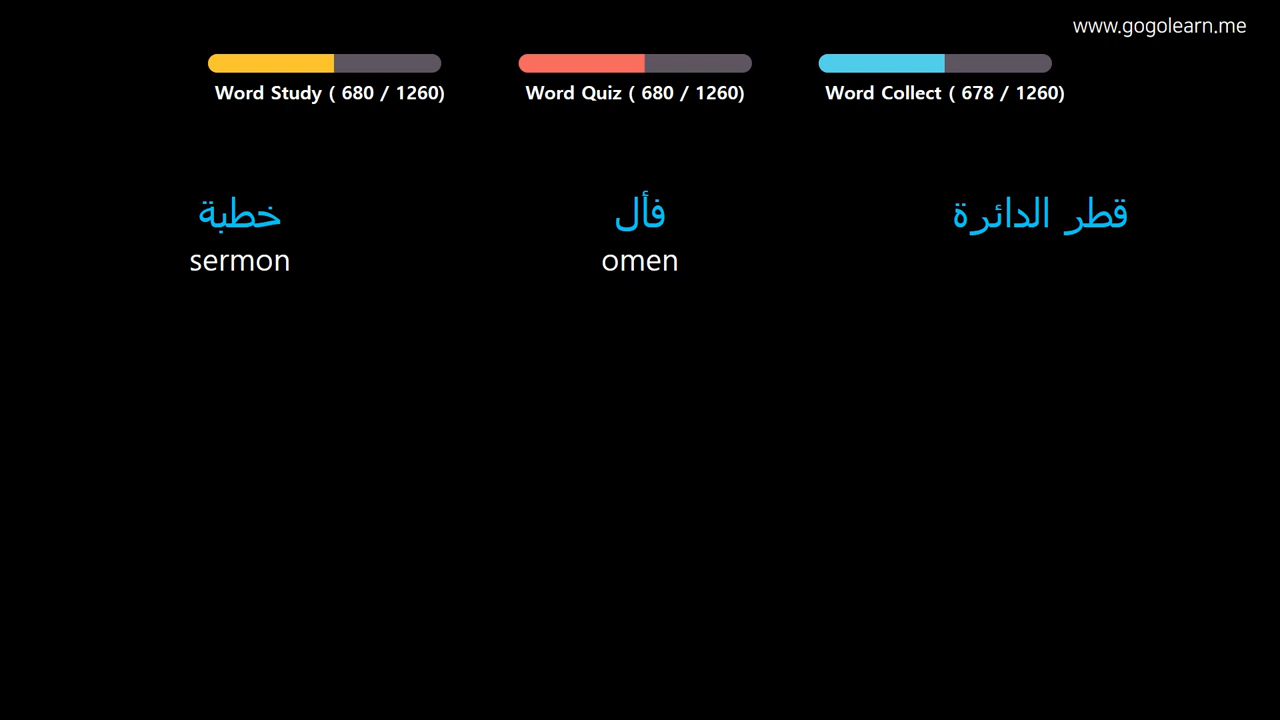 www.gogolearn.me
Word Study ( 680 / 1260)
Word Quiz ( 680 / 1260)
Word Collect ( 678 / 1260)
خطبة
sermon
فأل
omen
قطر الدائرة